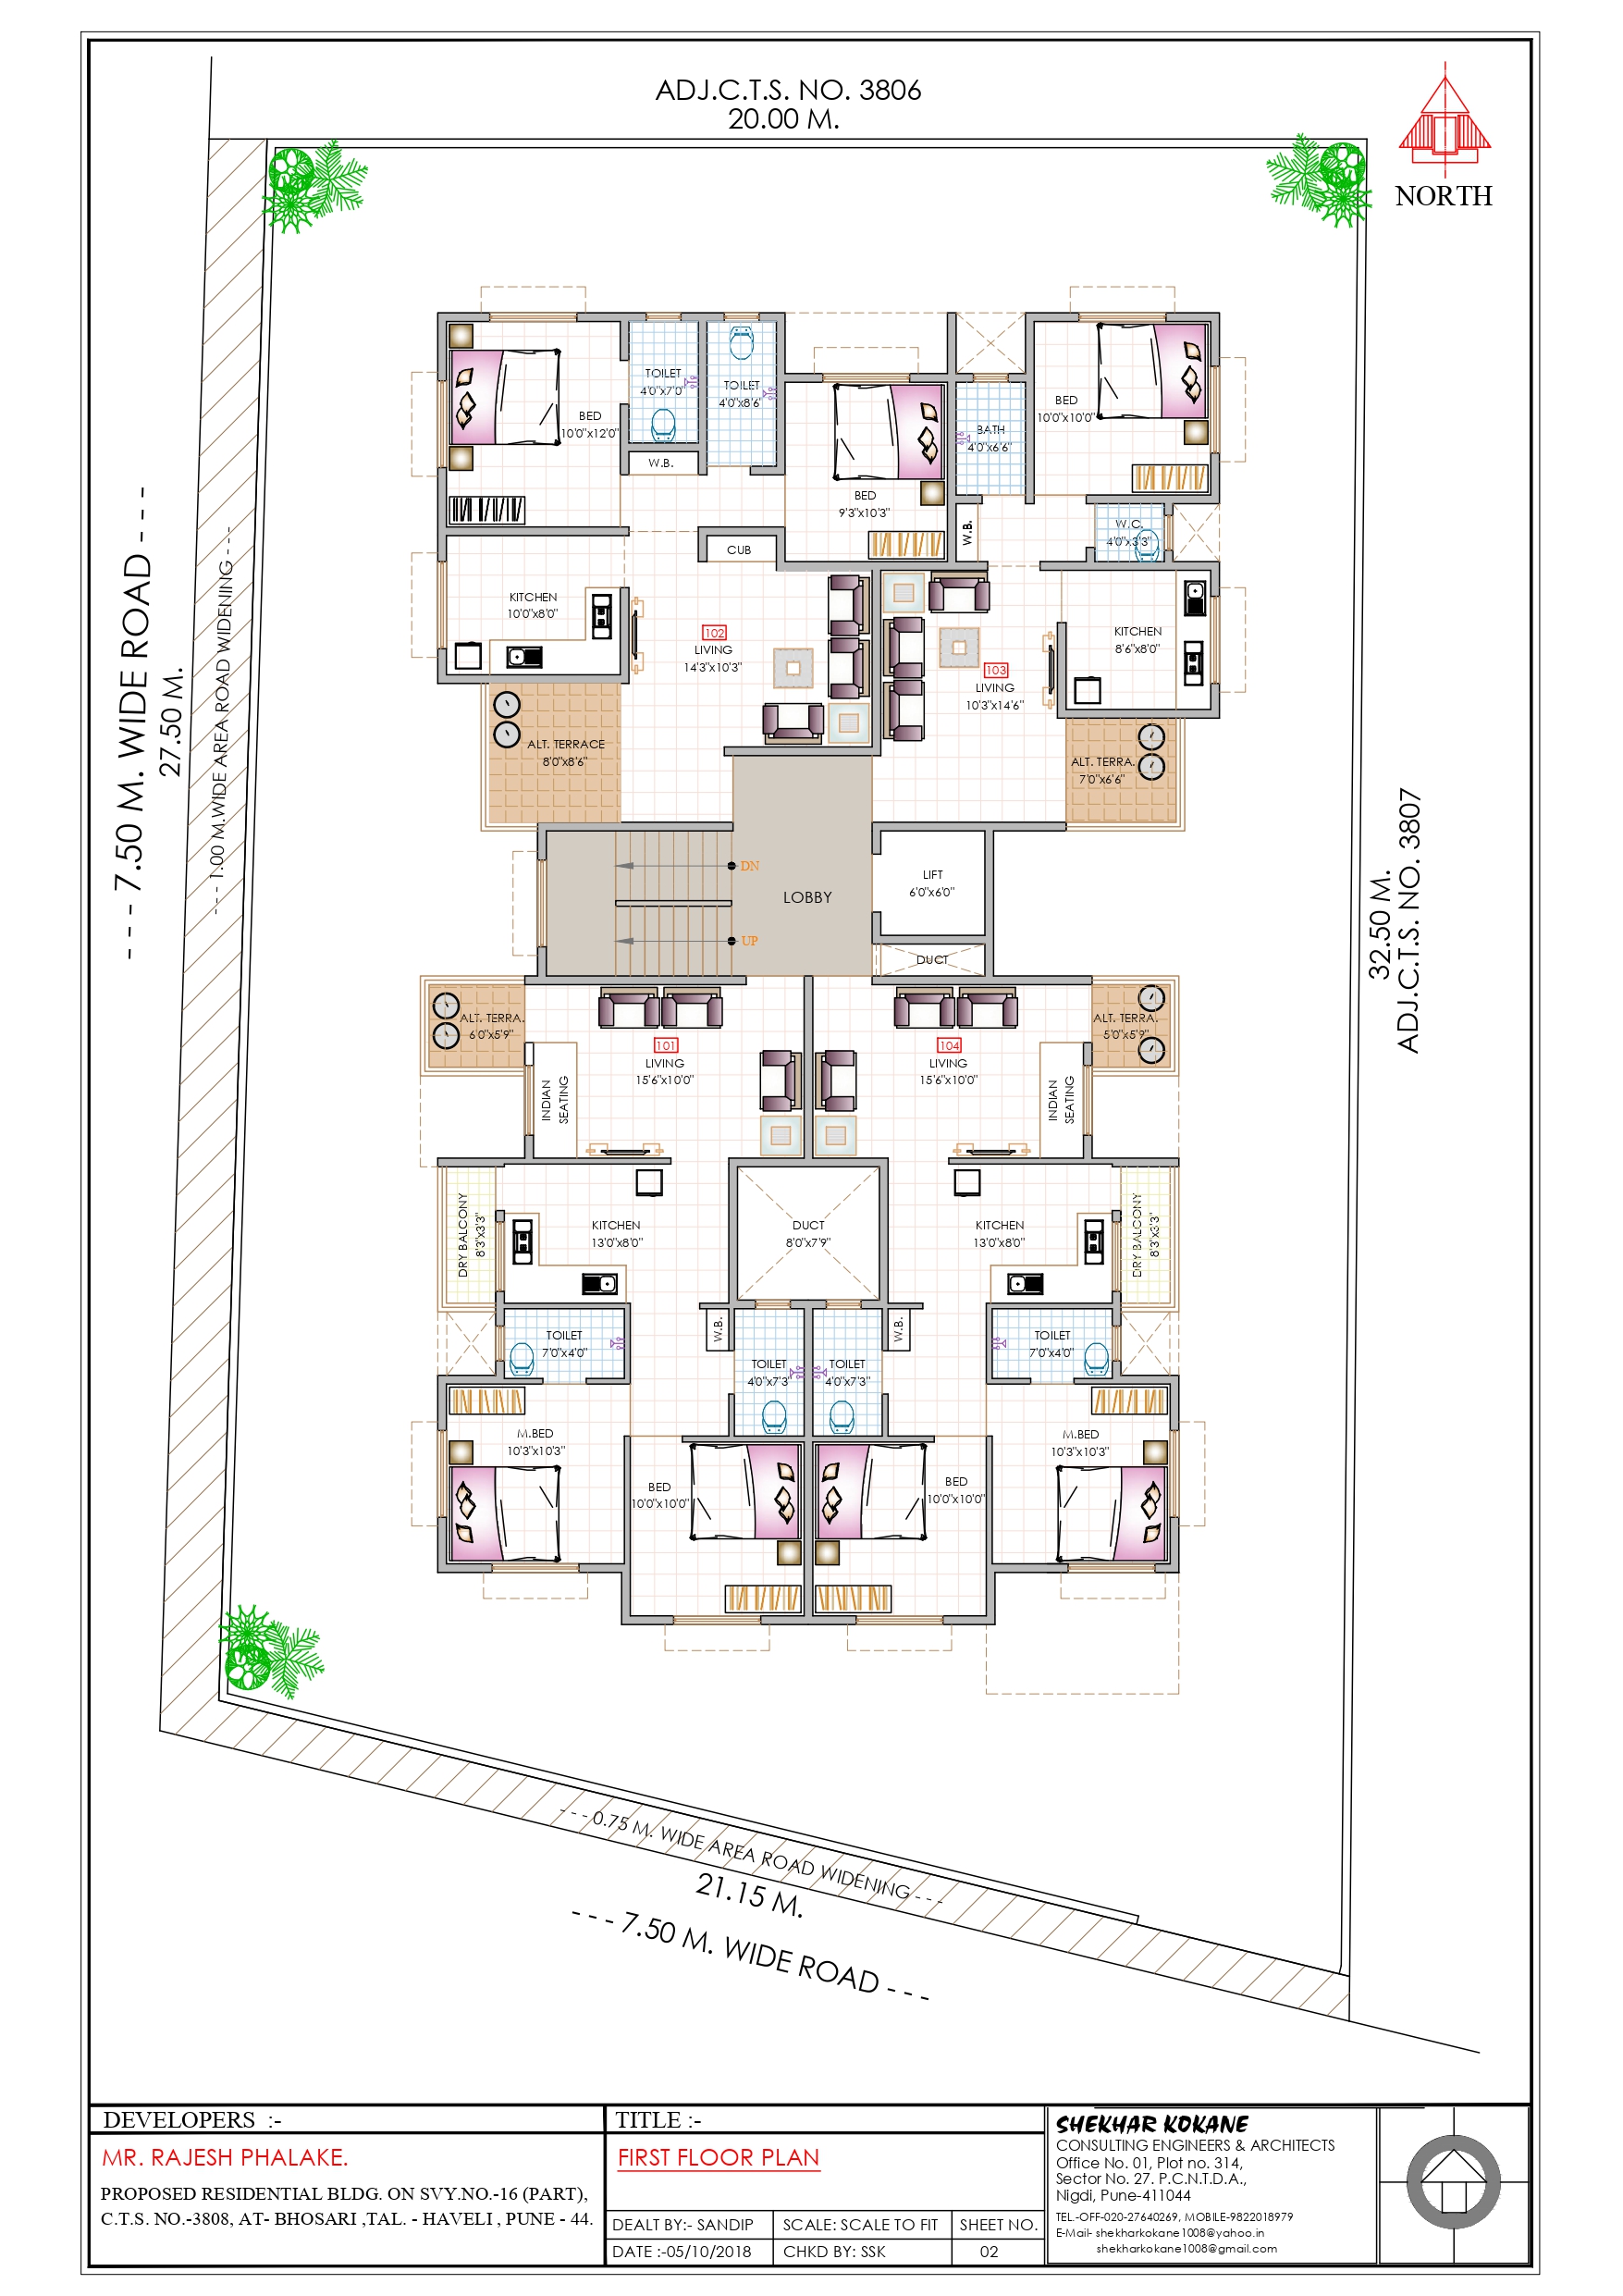 ADJ.C.T.S. NO. 3806
20.00 M.
NORTH
- - - 7.50 M. WIDE ROAD - - -
27.50 M.
- - - 1.00 M.WIDE AREA ROAD WIDENING - - -
32.50 M.
ADJ.C.T.S. NO. 3807
BED
10'0"x12'0"
TOILET
4'0"x7'0"
TOILET
4'0"x8'6"
W.B.
BED
9'3"x10'3"
BATH
4'0"x6'6"
BED
10'0"x10'0"
W.B.
W.C.
4'0"x3'3"
CUB
KITCHEN
10'0"x8'0"
102
LIVING
14'3"x10'3"
103
LIVING
10'3"x14'6"
KITCHEN
8'6"x8'0"
ALT. TERRACE
8'0"x8'6"
ALT. TERRA.
7'0"x6'6"
DN
UP
LOBBY
LIFT
6'0"x6'0"
DUCT
ALT. TERRA.
6'0"x5'9"
101
LIVING
15'6"x10'0"
INDIAN
SEATING
104
LIVING
15'6"x10'0"
INDIAN
SEATING
ALT. TERRA.
5'0"x5'9"
DRY BALCONY
8'3"x3'3"
KITCHEN
13'0"x8'0"
DUCT
8'0"x7'9"
KITCHEN
13'0"x8'0"
DRY BALCONY
8'3"x3'3"
TOILET
7'0"x4'0"
W.B.
TOILET
4'0"x7'3"
TOILET
4'0"x7'3"
W.B.
TOILET
7'0"x4'0"
M.BED
10'3"x10'3"
BED
10'0"x10'0"
BED
10'0"x10'0"
M.BED
10'3"x10'3"
- - - 0.75 M. WIDE AREA ROAD WIDENING - - -
21.15 M.
- - - 7.50 M. WIDE ROAD - - -
DEVELOPERS :-
MR. RAJESH PHALAKE.
PROPOSED RESIDENTIAL BLDG. ON SVY.NO.-16 (PART),
C.T.S. NO.-3808, AT- BHOSARI ,TAL. - HAVELI , PUNE - 44.
TITLE :-
FIRST FLOOR PLAN
DEALT BY:- SANDIP
SCALE: SCALE TO FIT
SHEET NO.
DATE :-05/10/2018
CHKD BY: SSK
02
SHEKHAR KOKANE
CONSULTING ENGINEERS & ARCHITECTS
Office No. 01, Plot no. 314,
Sector No. 27. P.C.N.T.D.A.,
Nigdi, Pune-411044
TEL.-OFF-020-27640269, MOBILE-9822018979
E-Mail- shekharkokane1008@yahoo.in
shekharkokane1008@gmail.com